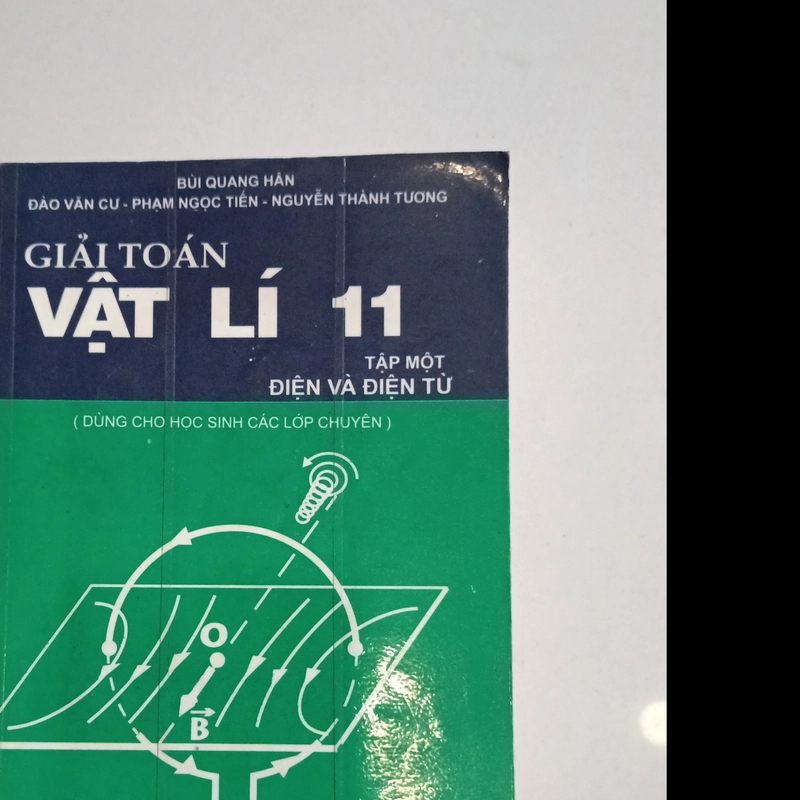 BÙI QUANG HÂN
ĐÀO VĂN CƯ - PHẠM NGỌC TIẾN - NGUYỄN THÀNH TƯƠNG
GIẢI TOÁN
VẬT LÍ 11
TẬP MỘT
ĐIỆN VÀ ĐIỆN TỪ
( DÙNG CHO HỌC SINH CÁC LỚP CHUYÊN )
O
B